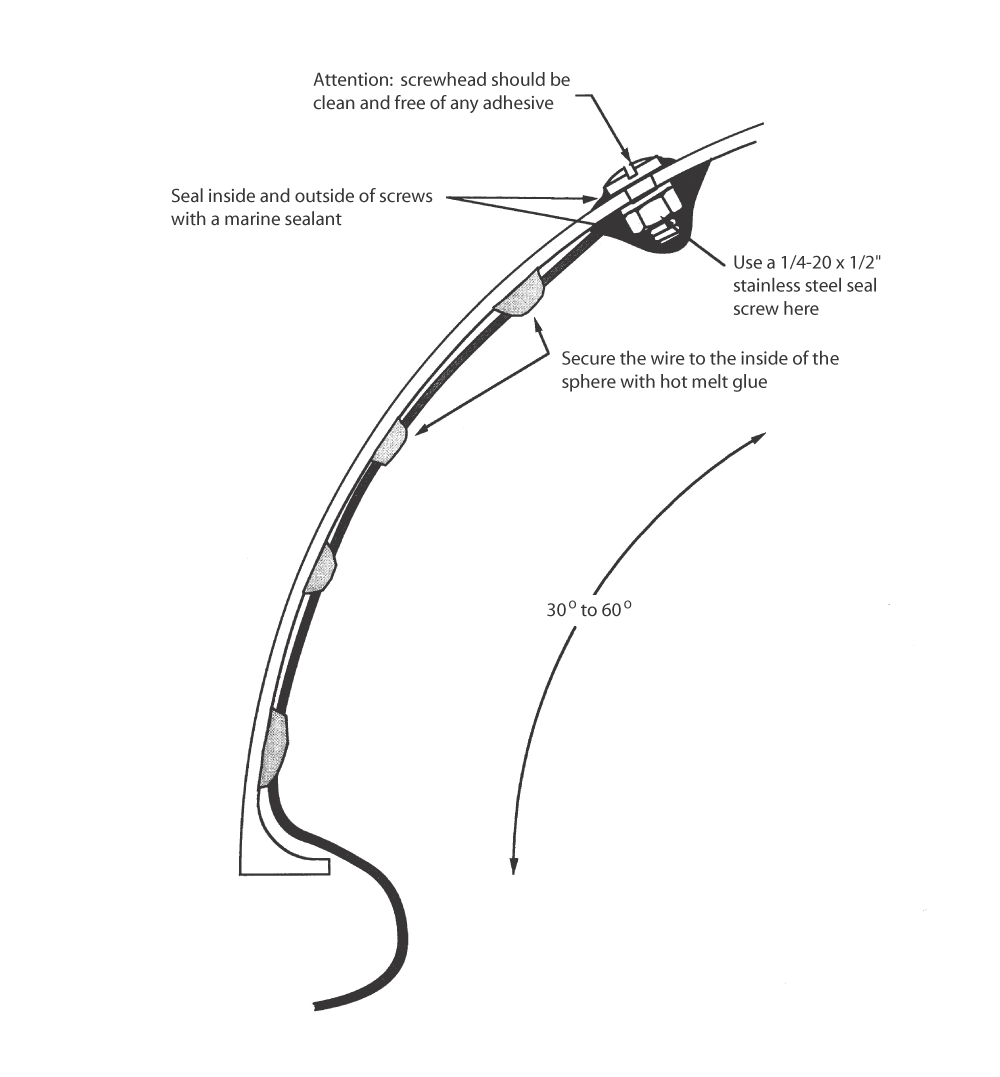 Attention:  screwhead should be
clean and free of any adhesive
Seal inside and outside of screws
with a marine sealant
Use a 1/4-20 x 1/2"
stainless steel seal
screw here
Secure the wire to the inside of the
sphere with hot melt glue
30° to 60°